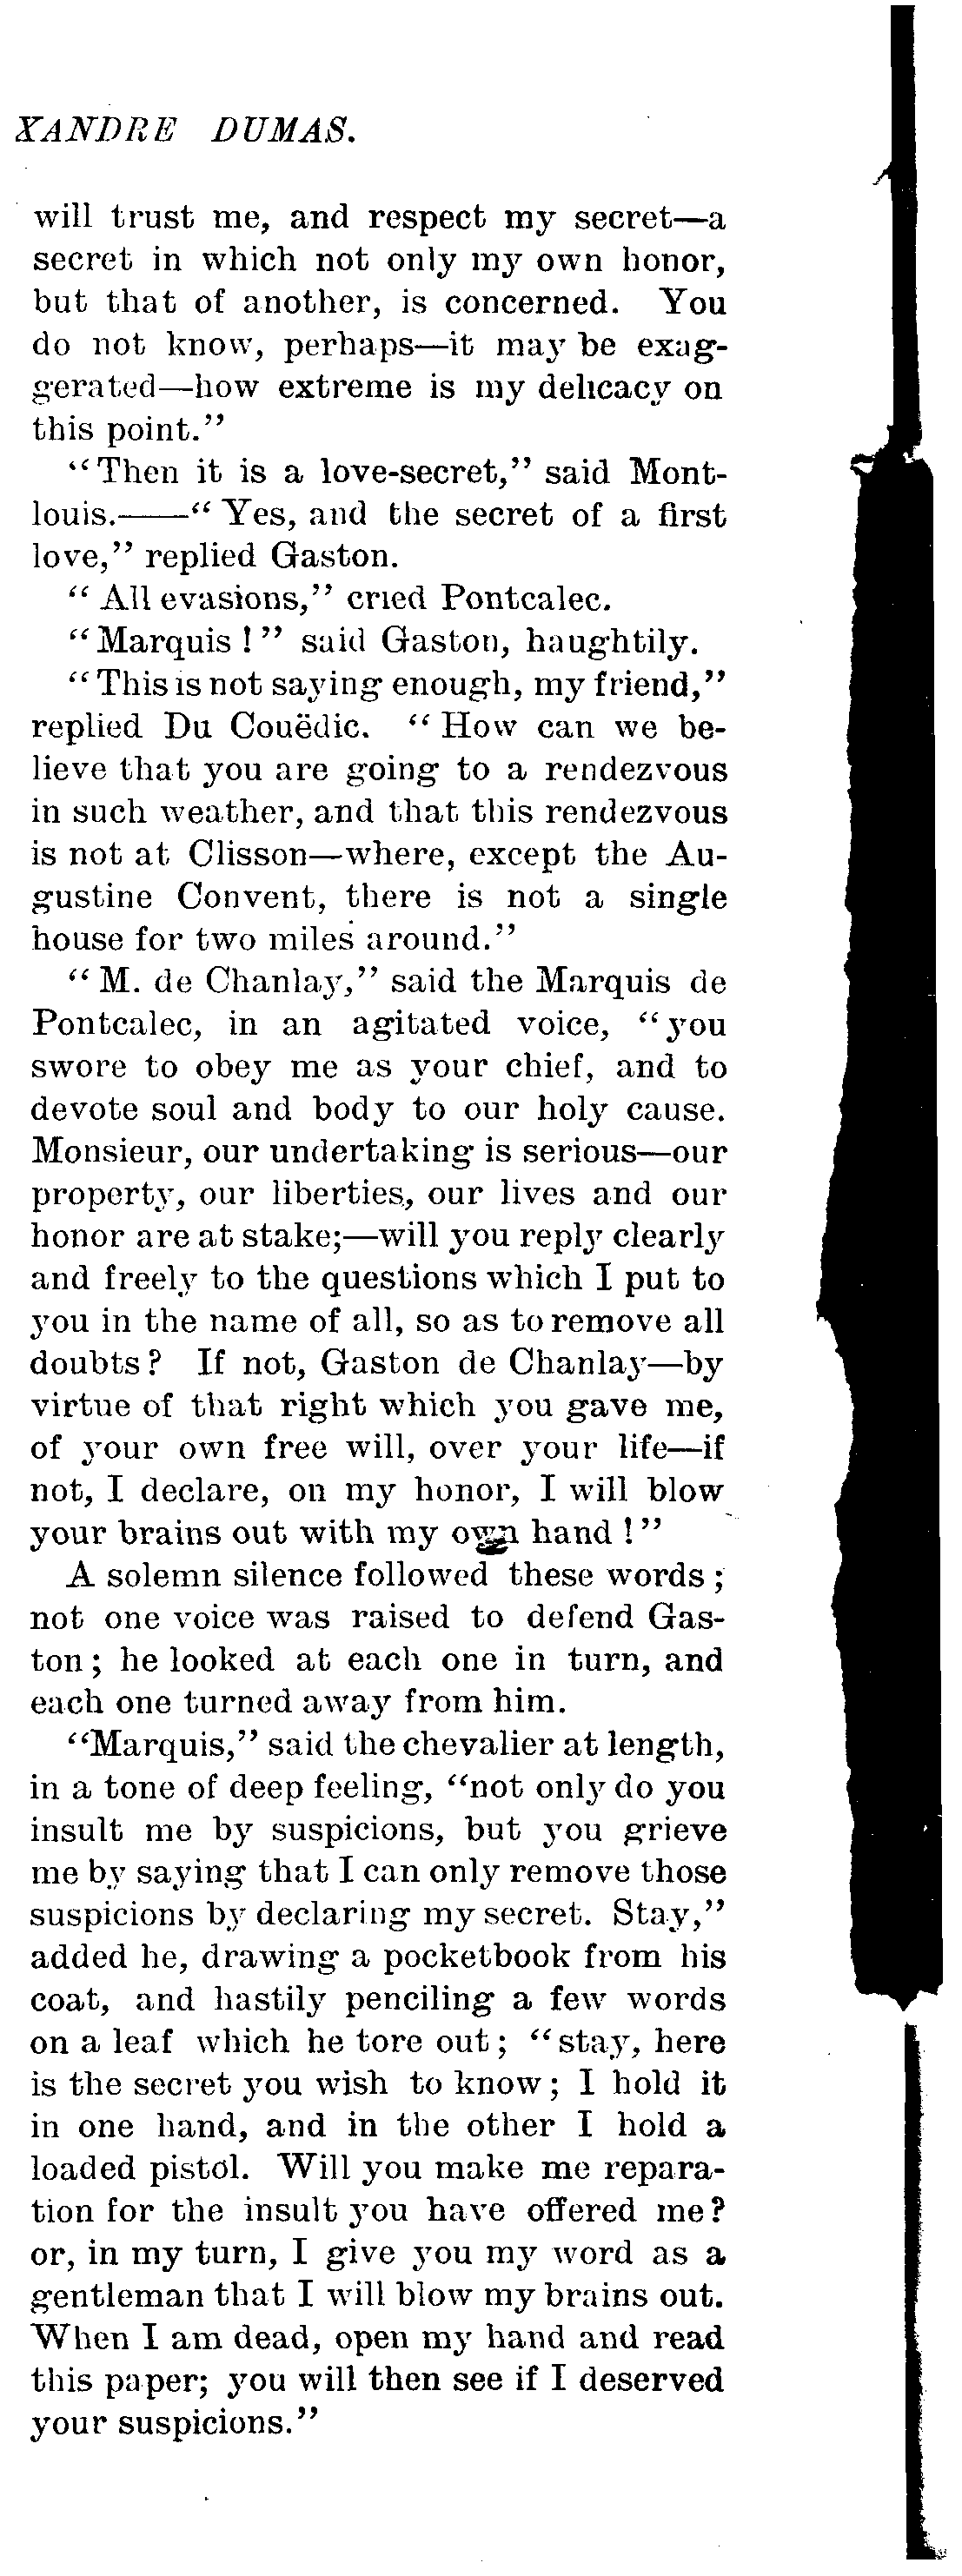 XANDRE DUMAS.
will trust me, and respect my secret—a
secret in which not only my own honor,
but that of another, is concerned. You
do not know, perhaps—it may be exag-
gerated—how extreme is my delicacy on
this point.”
“Then it is a love-secret,” said Mont-
louis.——“Yes, and the secret of a first
love,” replied Gaston.
“All evasions,” cried Pontcalec.
“Marquis!” said Gaston, haughtily.
“This is not saying enough, my friend,”
replied Du Couëdic. “How can we be-
lieve that you are going to a rendezvous
in such weather, and that this rendezvous
is not at Clisson—where, except the Au-
gustine Convent, there is not a single
house for two miles around.”
“M. de Chanlay,” said the Marquis de
Pontcalec, in an agitated voice, “you
swore to obey me as your chief, and to
devote soul and body to our holy cause.
Monsieur, our undertaking is serious—our
property, our liberties, our lives and our
honor are at stake;—will you reply clearly
and freely to the questions which I put to
you in the name of all, so as to remove all
doubts? If not, Gaston de Chanlay—by
virtue of that right which you gave me,
of your own free will, over your life—if
not, I declare, on my honor, I will blow
your brains out with my own hand!”
A solemn silence followed these words;
not one voice was raised to defend Gas-
ton; he looked at each one in turn, and
each one turned away from him.
“Marquis,” said the chevalier at length,
in a tone of deep feeling, “not only do you
insult me by suspicions, but you grieve
me by saying that I can only remove those
suspicions by declaring my secret. Stay,”
added he, drawing a pocketbook from his
coat, and hastily penciling a few words
on a leaf which he tore out; “stay, here
is the secret you wish to know; I hold it
in one hand, and in the other I hold a
loaded pistol. Will you make me repara-
tion for the insult you have offered me?
or, in my turn, I give you my word as a
gentleman that I will blow my brains out.
When I am dead, open my hand and read
this paper; you will then see if I deserved
your suspicions.”